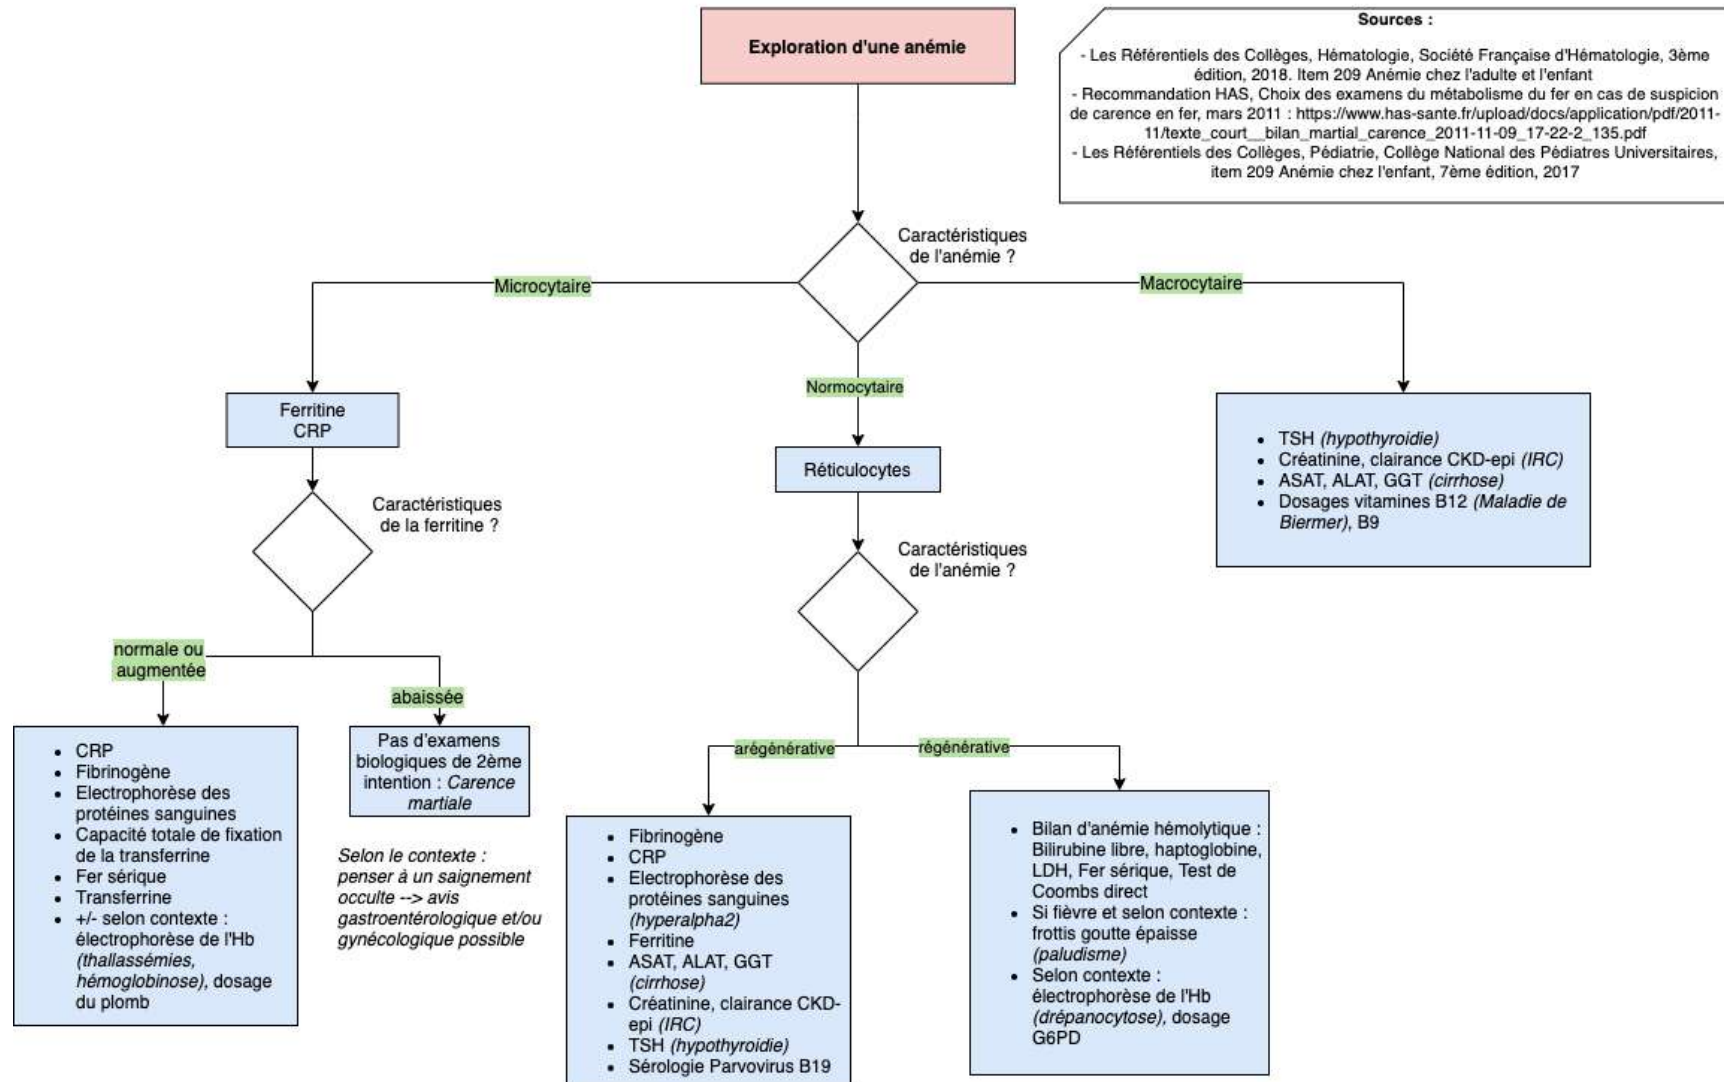 Exploration d'une anémie
Sources :
- Les Référentiels des Collèges, Hématologie, Société Française d'Hématologie, 3ème
édition, 2018. Item 209 Anémie chez l'adulte et l'enfant
- Recommandation HAS, Choix des examens du métabolisme du fer en cas de suspicion
de carence en fer, mars 2011 : https://www.has-sante.fr/upload/docs/application/pdf/2011-
11/texte_court__bilan_martial_carence_2011-11-09_17-22-2_135.pdf
- Les Référentiels des Collèges, Pédiatrie, Collège National des Pédiatres Universitaires,
item 209 Anémie chez l'enfant, 7ème édition, 2017
Caractéristiques
de l'anémie ?
Microcytaire
Macrocytaire
Normocytaire
Ferritine
CRP
Caractéristiques
de la ferritine ?
normale ou
augmentée
abaissée
• CRP
• Fibrinogène
• Electrophorèse des
protéines sanguines
• Capacité totale de fixation
de la transferrine
• Fer sérique
• Transferrine
• +/- selon contexte :
électrophorèse de l'Hb
(thallassémies,
hémoglobinose), dosage
du plomb
Pas d'examens
biologiques de 2ème
intention : Carence
martiale
Selon le contexte :
penser à un saignement
occulte --> avis
gastroentérologique et/ou
gynécologique possible
Réticulocytes
Caractéristiques
de l'anémie ?
arégénérative
régénérative
• Fibrinogène
• CRP
• Electrophorèse des
protéines sanguines
(hyperalpha2)
• Ferritine
• ASAT, ALAT, GGT
(cirrhose)
• Créatinine, clairance CKD-
epi (IRC)
• TSH (hypothyroidie)
• Sérologie Parvovirus B19
• Bilan d'anémie hémolytique :
Bilirubine libre, haptoglobine,
LDH, Fer sérique, Test de
Coombs direct
• Si fièvre et selon contexte :
frottis goutte épaisse
(paludisme)
• Selon contexte :
électrophorèse de l'Hb
(drépanocytose), dosage
G6PD
• TSH (hypothyroidie)
• Créatinine, clairance CKD-epi (IRC)
• ASAT, ALAT, GGT (cirrhose)
• Dosages vitamines B12 (Maladie de
Biermer), B9